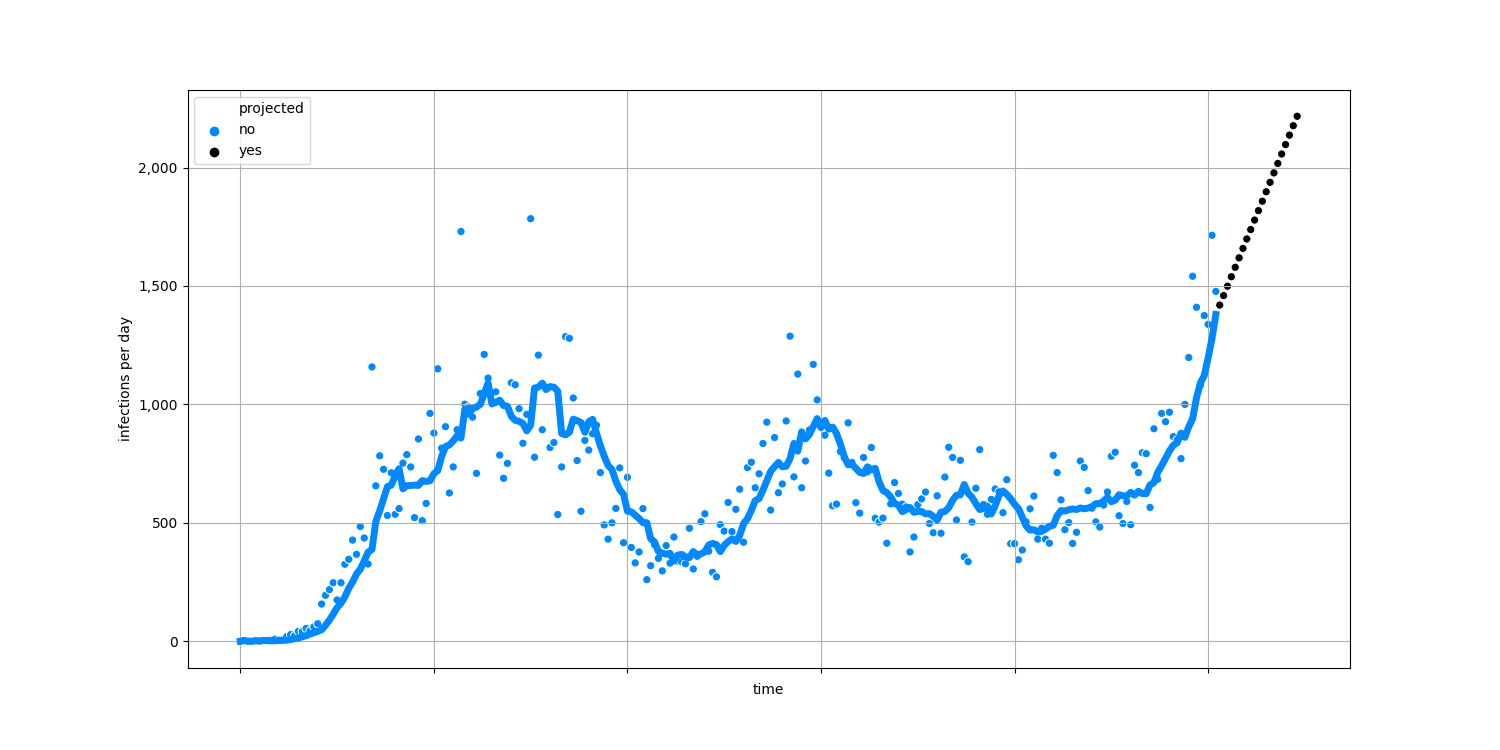 projected
no
yes
2,000
1,500
1,000
500
0
infections per day
time